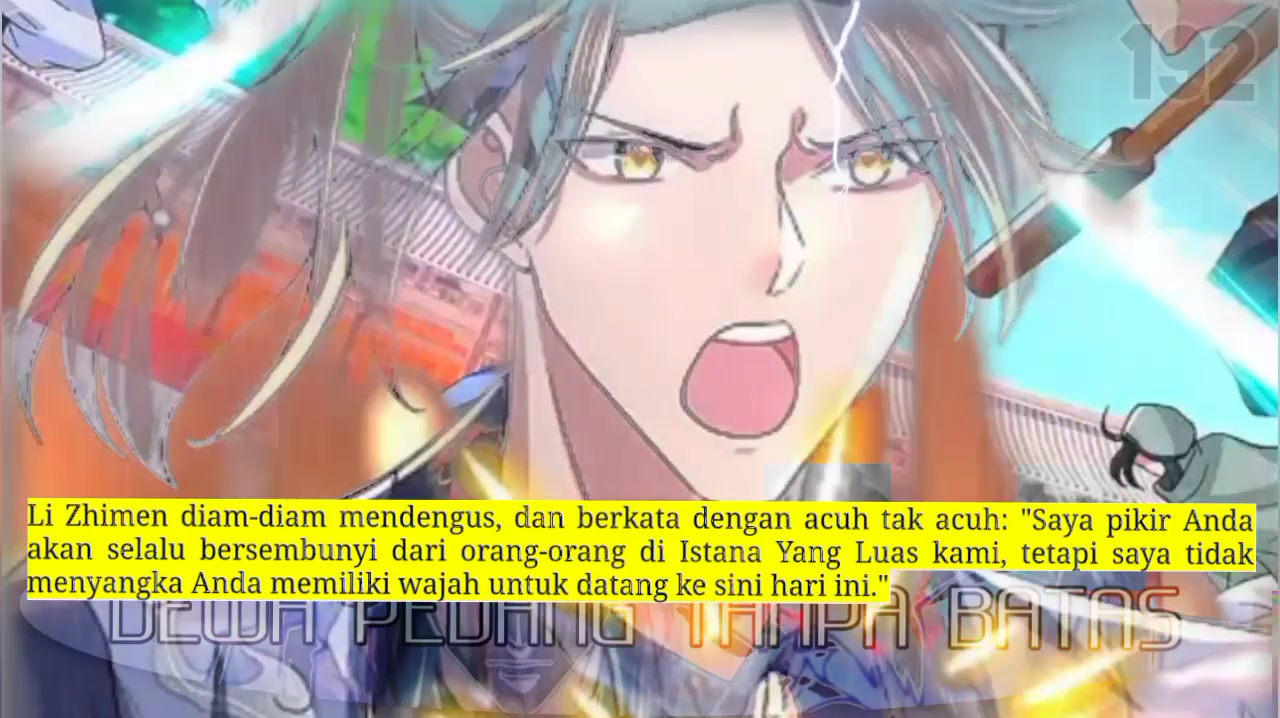 192
Li Zhimen diam-diam mendengus, dan berkata dengan acuh tak acuh: "Saya pikir Anda
akan selalu bersembunyi dari orang-orang di Istana Yang Luas kami, tetapi saya tidak
menyangka Anda memiliki wajah untuk datang ke sini hari ini."
DEWA PEDANG TANPA BATAS